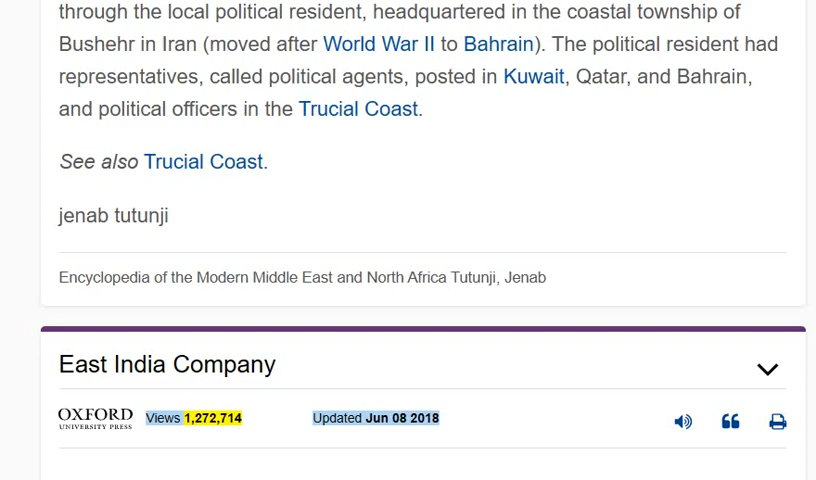 through the local political resident, headquartered in the coastal township of
Bushehr in Iran (moved after World War II to Bahrain). The political resident had
representatives, called political agents, posted in Kuwait, Qatar, and Bahrain,
and political officers in the Trucial Coast.
See also Trucial Coast.
jenab tutunji
Encyclopedia of the Modern Middle East and North Africa Tutunji, Jenab
East India Company
OXFORD
UNIVERSITY PRESS
Views 1,272,714 Updated Jun 08 2018